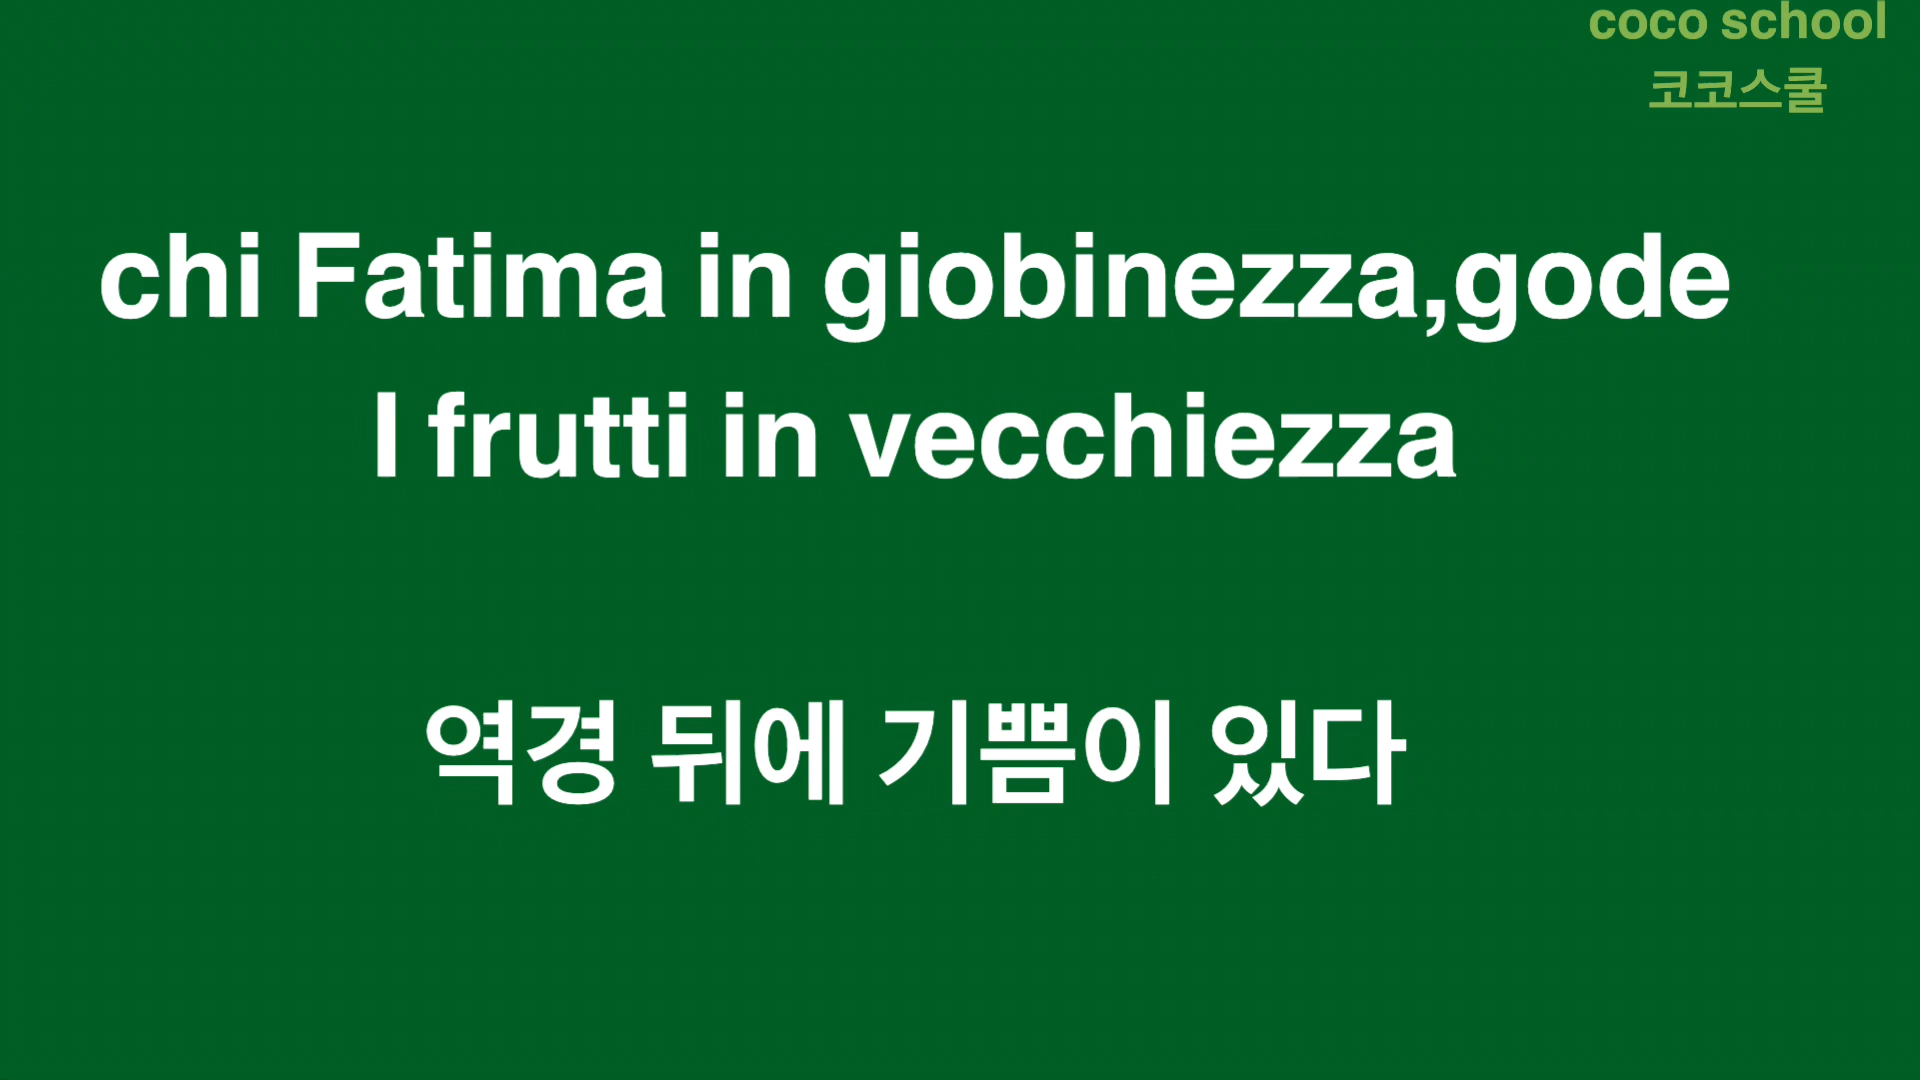 coco school
코코스쿨
chi Fatima in giobinezza,gode
I frutti in vecchiezza
역경 뒤에 기쁨이 있다